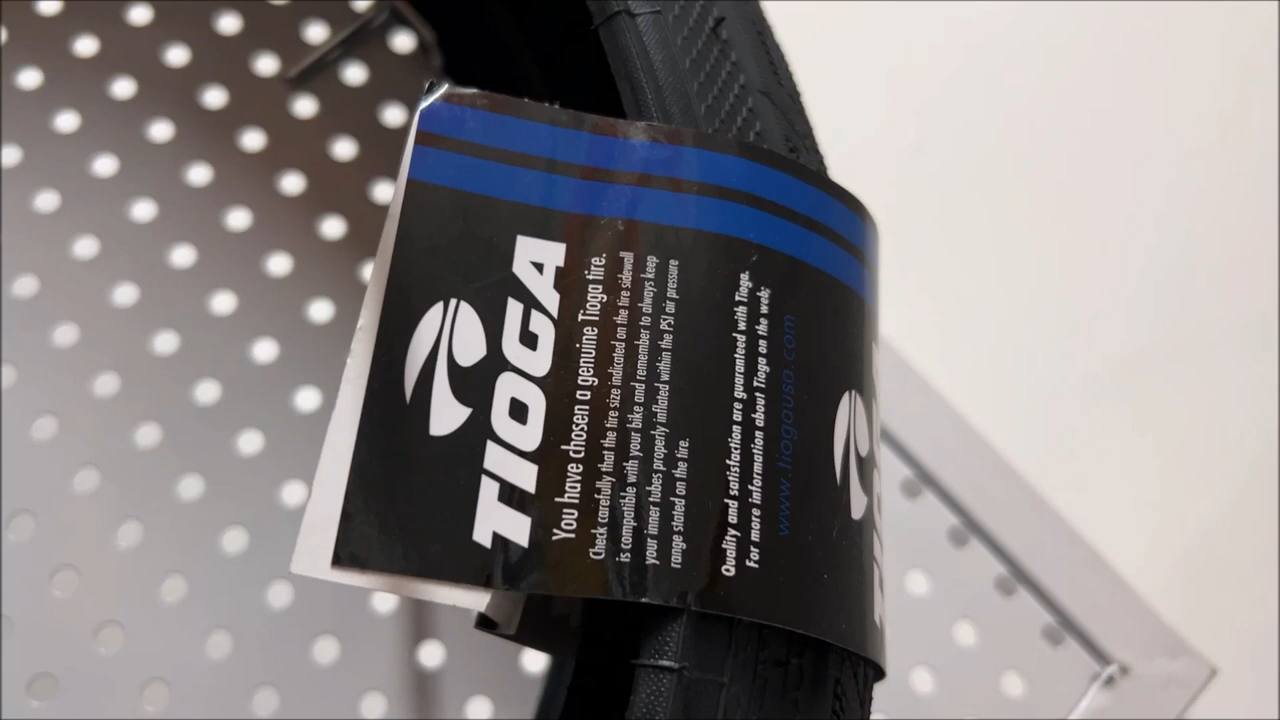 TIOGA
You have chosen a genuine Tioga tire.
Check carefully that the tire size indicated on the tire sidewall
is compatible with your bike and remember to always keep
your inner tubes properly inflated within the PSI air pressure
range stated on the tire.
Quality and satisfaction are guaranteed with Tioga.
For more information about Tioga on the web;
www.tiogausa.com